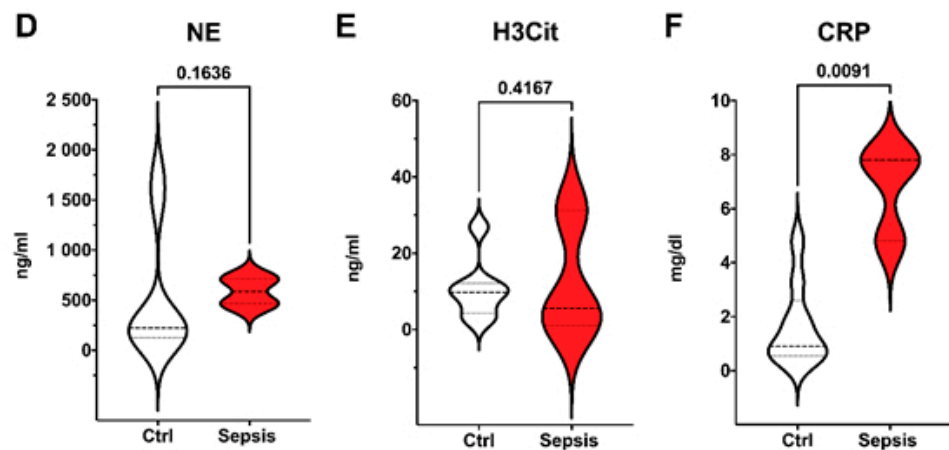 D NE
0.1636
2 500
2 000
1 500
1 000
500
0
ng/ml
Ctrl Sepsis
E H3Cit
0.4167
60
40
20
0
ng/ml
Ctrl Sepsis
F CRP
0.0091
10
8
6
4
2
0
mg/dl
Ctrl Sepsis